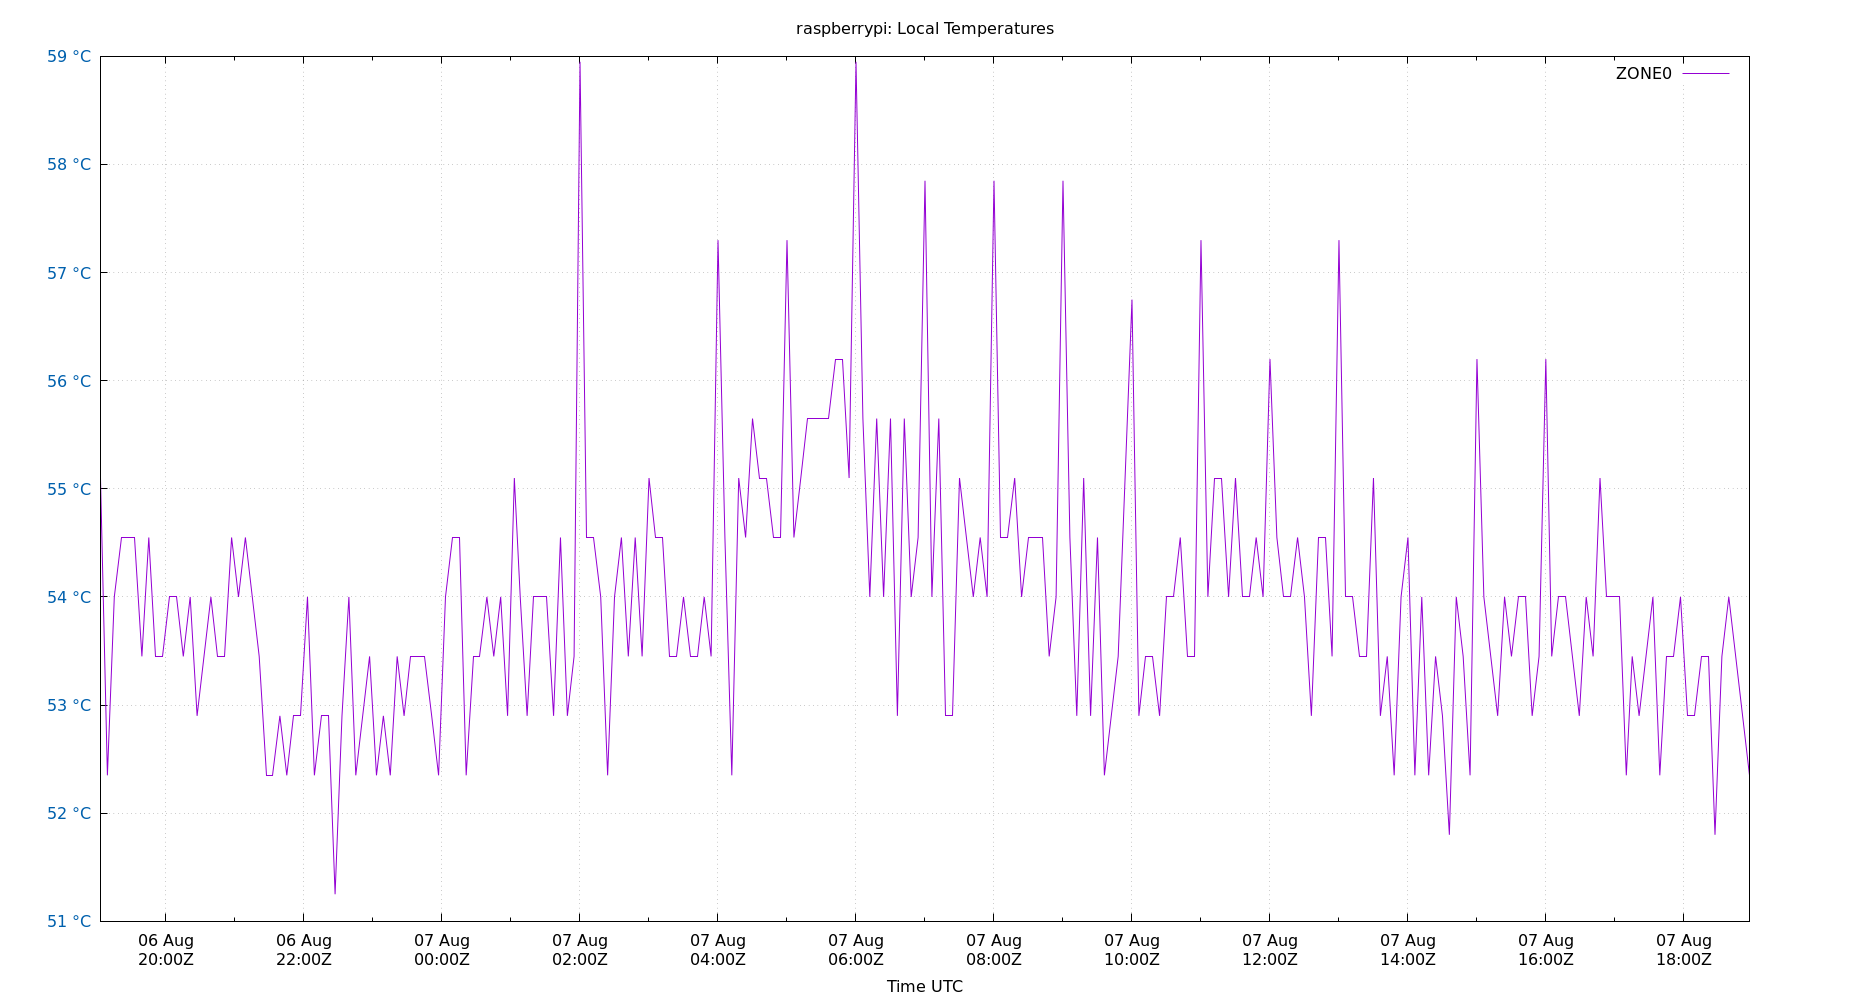 raspberrypi: Local Temperatures
59 °C
ZONE0
58 °C
57 °C
56 °C
55 °C
54 °C
53 °C
52 °C
51 °C
06 Aug 06 Aug 07 Aug 07 Aug 07 Aug 07 Aug 07 Aug 07 Aug 07 Aug 07 Aug 07 Aug 07 Aug
20:00Z 22:00Z 00:00Z 02:00Z 04:00Z 06:00Z 08:00Z 10:00Z 12:00Z 14:00Z 16:00Z 18:00Z
Time UTC